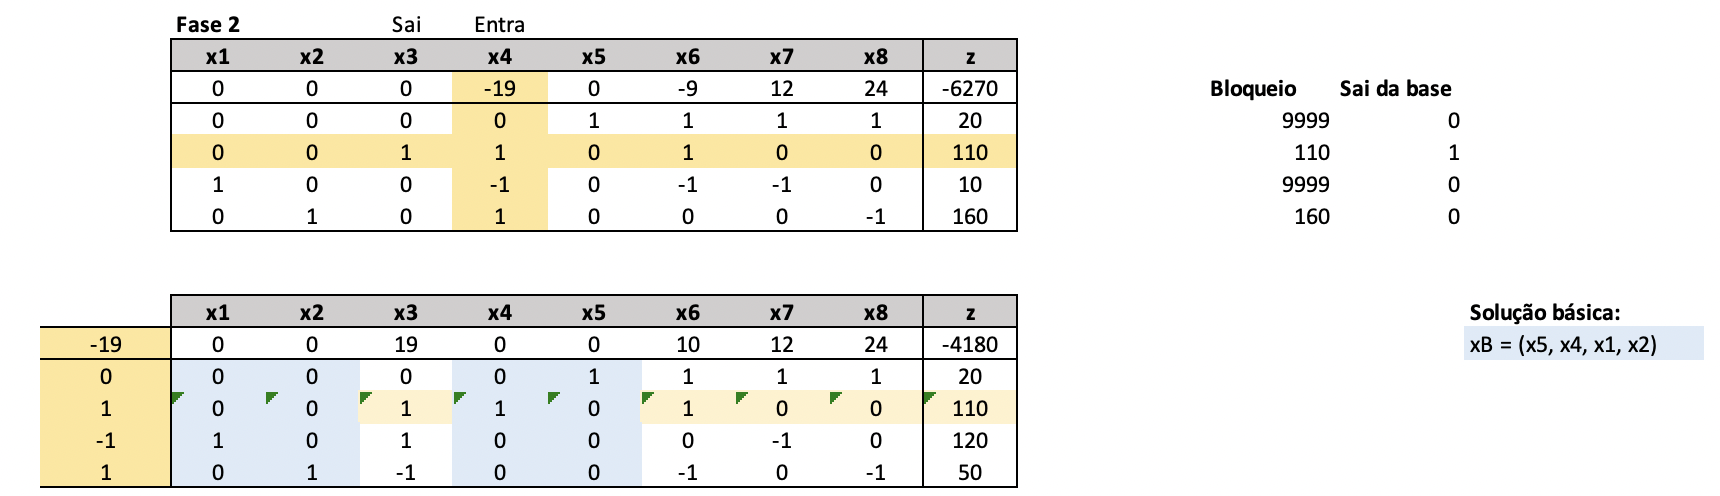 Fase 2 Sai Entra
x1 x2 x3 x4 x5 x6 x7 x8 z
0 0 0 -19 0 -9 12 24 -6270 Bloqueio Sai da base
0 0 0 0 1 1 1 1 20 9999 0
0 0 1 1 0 1 0 0 110 110 1
1 0 0 -1 0 -1 -1 0 10 9999 0
0 1 0 1 0 0 0 -1 160 160 0
x1 x2 x3 x4 x5 x6 x7 x8 z Solução básica:
-19 0 0 19 0 0 10 12 24 -4180 xB = (x5, x4, x1, x2)
0 0 0 0 0 1 1 1 1 20
1 0 0 1 1 0 1 0 0 110
-1 1 0 1 0 0 0 -1 0 120
1 0 1 -1 0 0 -1 0 -1 50